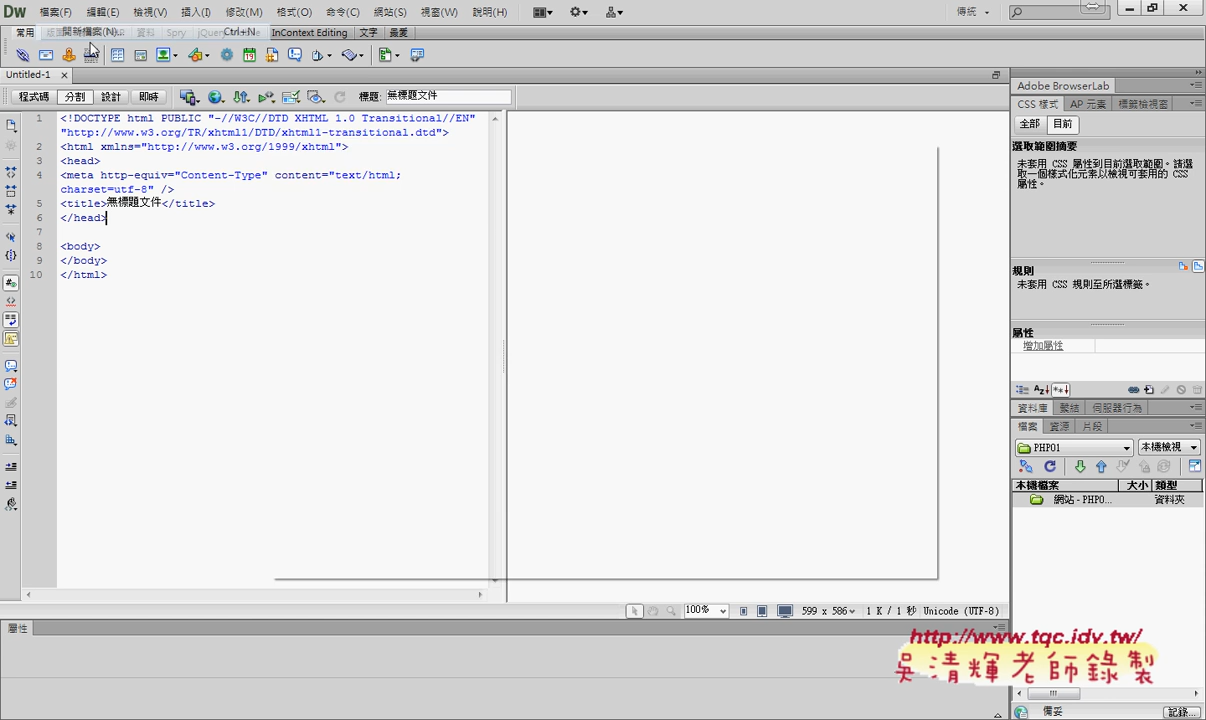 Dw 檔案(F) 編輯(E) 檢視(V) 插入(I) 修改(M) 格式(O) 命令(C) 網站(S) 視窗(W) 說明(H) 傳統
常用 資料 Spry InContext Editing 文字 最愛
開新檔案(N)... Ctrl+N
Untitled-1
程式碼 分割 設計 即時 標題: 無標題文件
1 <!DOCTYPE html PUBLIC "-//W3C//DTD XHTML 1.0 Transitional//EN"
"http://www.w3.org/TR/xhtml1/DTD/xhtml1-transitional.dtd">
2 <html xmlns="http://www.w3.org/1999/xhtml">
3 <head>
4 <meta http-equiv="Content-Type" content="text/html;
charset=utf-8" />
5 <title>無標題文件</title>
6 </head>
7
8 <body>
9 </body>
10 </html>
100% 599 x 586 1 K / 1 秒 Unicode (UTF-8)
屬性
Adobe BrowserLab
CSS 樣式 AP 元素 標籤檢視器
全部 目前
選取範圍摘要
未套用 CSS 屬性到目前選取範圍。請選
取一個樣式化元素以檢視可套用的 CSS
屬性。
規則
未套用 CSS 規則至所選標籤。
屬性
增加屬性
資料庫 繫結 伺服器行為
檔案 資源 片段
PHP01 本機檢視
本機檔案 大小 類型
網站 - PHP0... 資料夾
http://www.tqc.idv.tw/
吳清輝老師錄製
備妥 記錄...